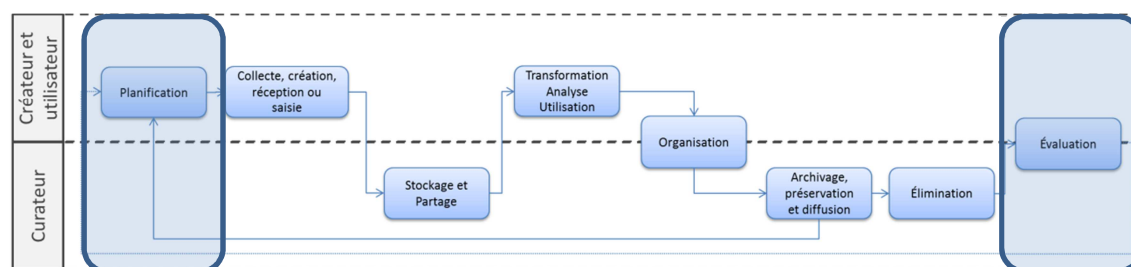 Créateur et
utilisateur
Planification
Collecte, création,
réception ou
saisie
Transformation
Analyse
Utilisation
Organisation
Évaluation
Curateur
Stockage et
Partage
Archivage,
préservation
et diffusion
Élimination